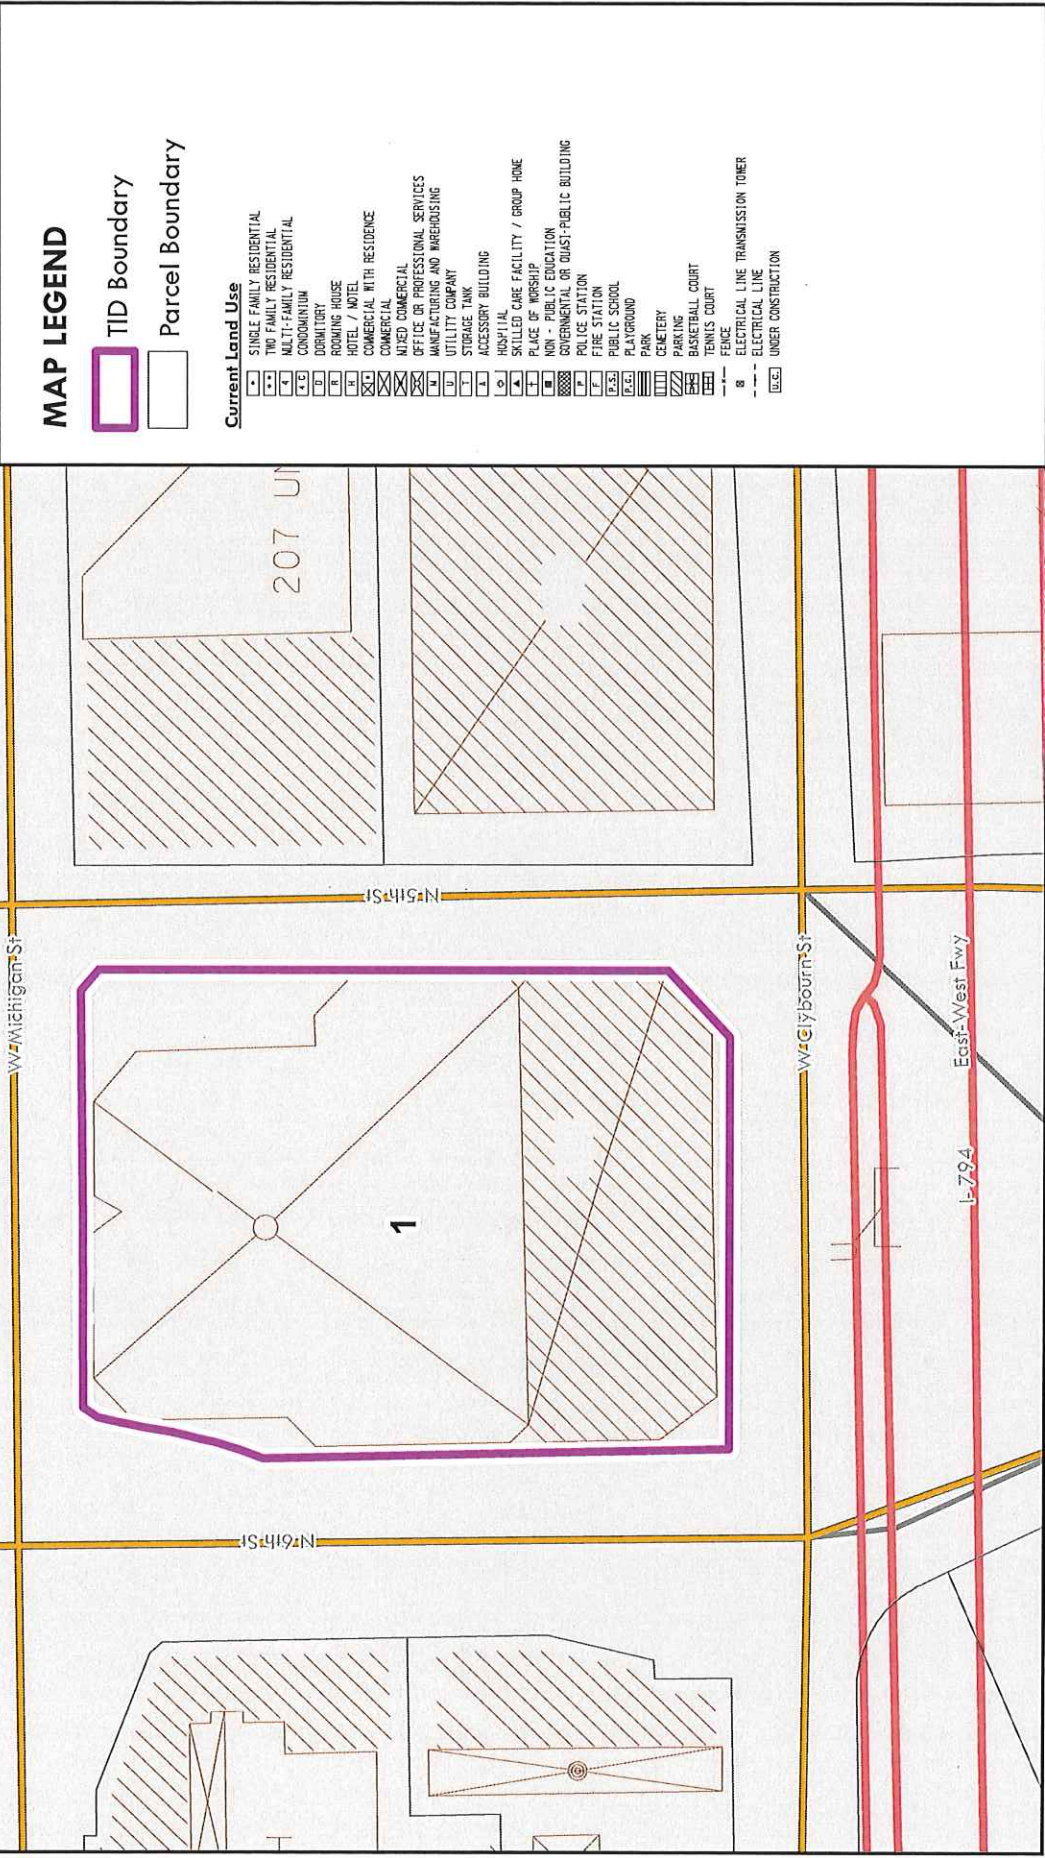 W Michigan St
N 6th St
N 5th St
1
207 UN
W Clybourn St
I-794
East-West Fwy
MAP LEGEND
TID Boundary
Parcel Boundary
Current Land Use
• SINGLE FAMILY RESIDENTIAL
•• TWO FAMILY RESIDENTIAL
4 MULTI-FAMILY RESIDENTIAL
4 C CONDOMINIUM
D DORMITORY
R ROOMING HOUSE
H HOTEL / MOTEL
COMMERCIAL WITH RESIDENCE
COMMERCIAL
MIXED COMMERCIAL
OFFICE OR PROFESSIONAL SERVICES
M MANUFACTURING AND WAREHOUSING
U UTILITY COMPANY
T STORAGE TANK
A ACCESSORY BUILDING
HOSPITAL
SKILLED CARE FACILITY / GROUP HOME
PLACE OF WORSHIP
NON - PUBLIC EDUCATION
GOVERNMENTAL OR QUASI-PUBLIC BUILDING
P POLICE STATION
F FIRE STATION
P.S. PUBLIC SCHOOL
P.G. PLAYGROUND
PARK
CEMETERY
PARKING
BASKETBALL COURT
TENNIS COURT
FENCE
ELECTRICAL LINE TRANSMISSION TOWER
ELECTRICAL LINE
U.C. UNDER CONSTRUCTION